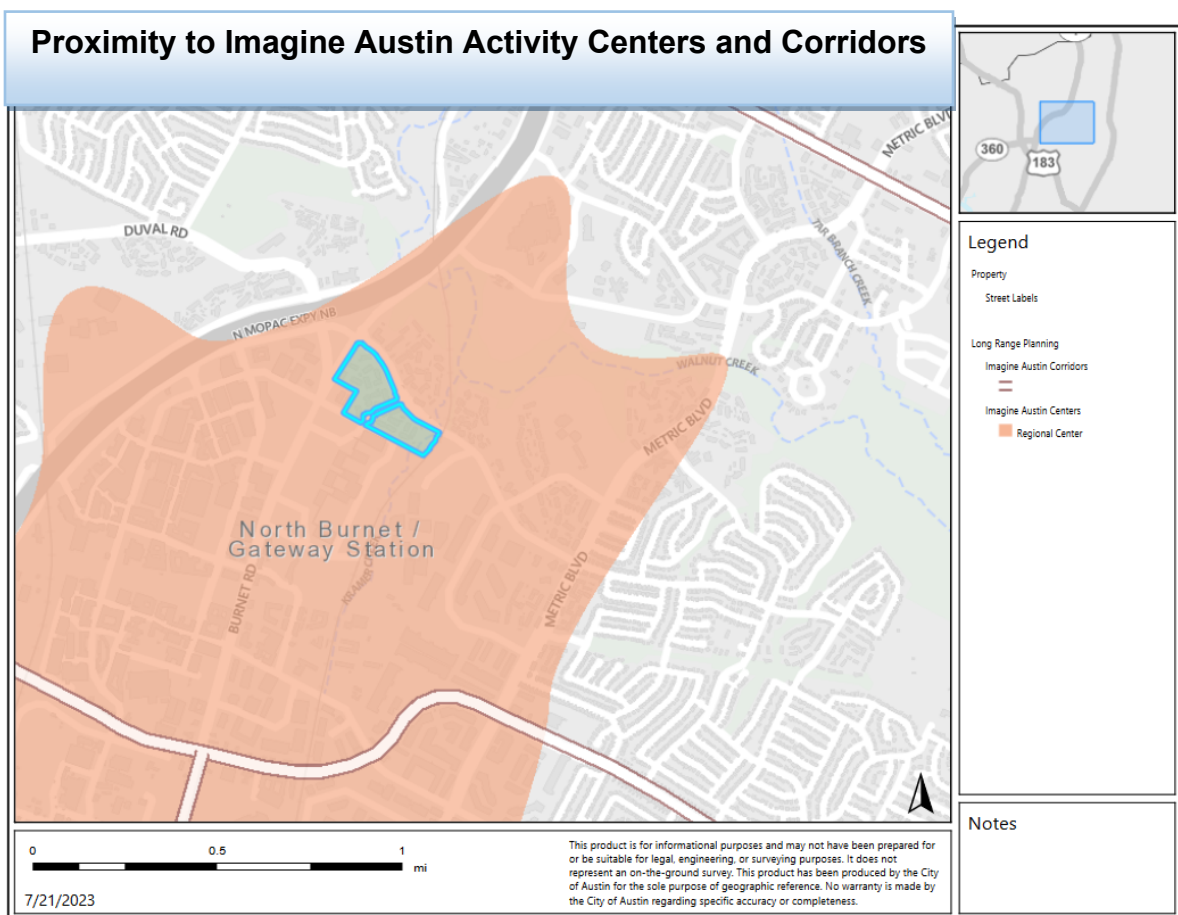 Proximity to Imagine Austin Activity Centers and Corridors
METRIC BLVD
360
183
DUVAL RD
TAR BRANCH CREEK
N MOPAC EXPY NB
WALNUT CREEK
METRIC BLVD
North Burnet /
Gateway Station
BURNET RD
METRIC BLVD
Legend
Property
Street Labels
Long Range Planning
Imagine Austin Corridors
Imagine Austin Centers
Regional Center
Notes
0 0.5 1
mi
7/21/2023
This product is for informational purposes and may not have been prepared for
or be suitable for legal, engineering, or surveying purposes. It does not
represent an on-the-ground survey. This product has been produced by the City
of Austin for the sole purpose of geographic reference. No warranty is made by
the City of Austin regarding specific accuracy or completeness.